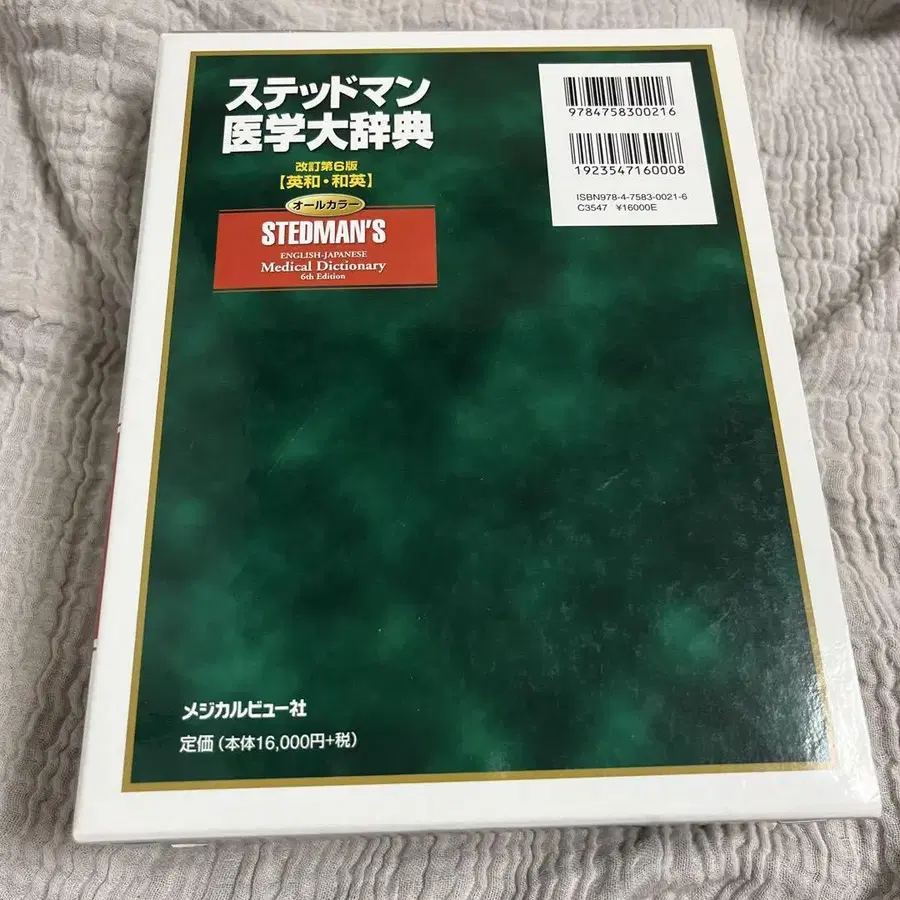 ステッドマン
医学大辞典
改訂第6版
【英和・和英】
オールカラー
STEDMAN'S
ENGLISH-JAPANESE
Medical Dictionary
6th Edition
9784758300216
1923547160008
ISBN978-4-7583-0021-6
C3547 ¥16000E
メジカルビュー社
定価(本体16,000円+税)